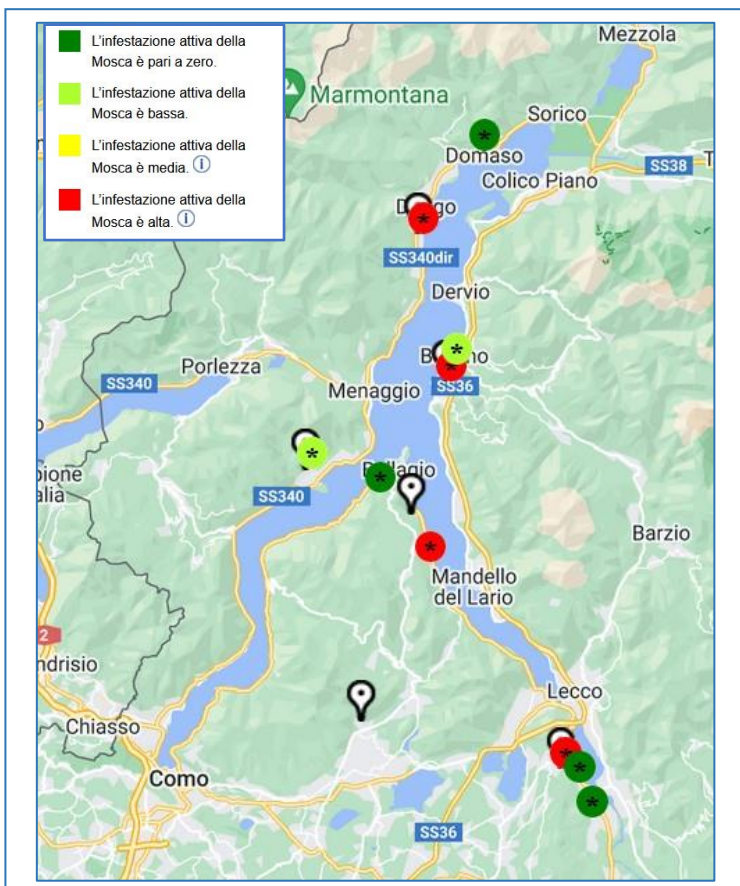 L'infestazione attiva della
Mosca è pari a zero.
L'infestazione attiva della
Mosca è bassa.
L'infestazione attiva della
Mosca è media.
L'infestazione attiva della
Mosca è alta.
Mezzola
Marmontana
Sorico
Domaso
SS38
Colico Piano
SS340dir
Dervio
Porlezza
SS340
Menaggio
SS36
SS340
Barzio
Mandello
del Lario
2
Lecco
Chiasso
Como
SS36